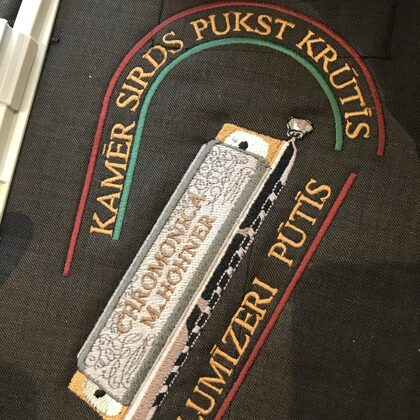 KAMĒR SIRDS PUKST KRŪTĪS
CHROMONICA
M. HOHNER
PŪTĪS